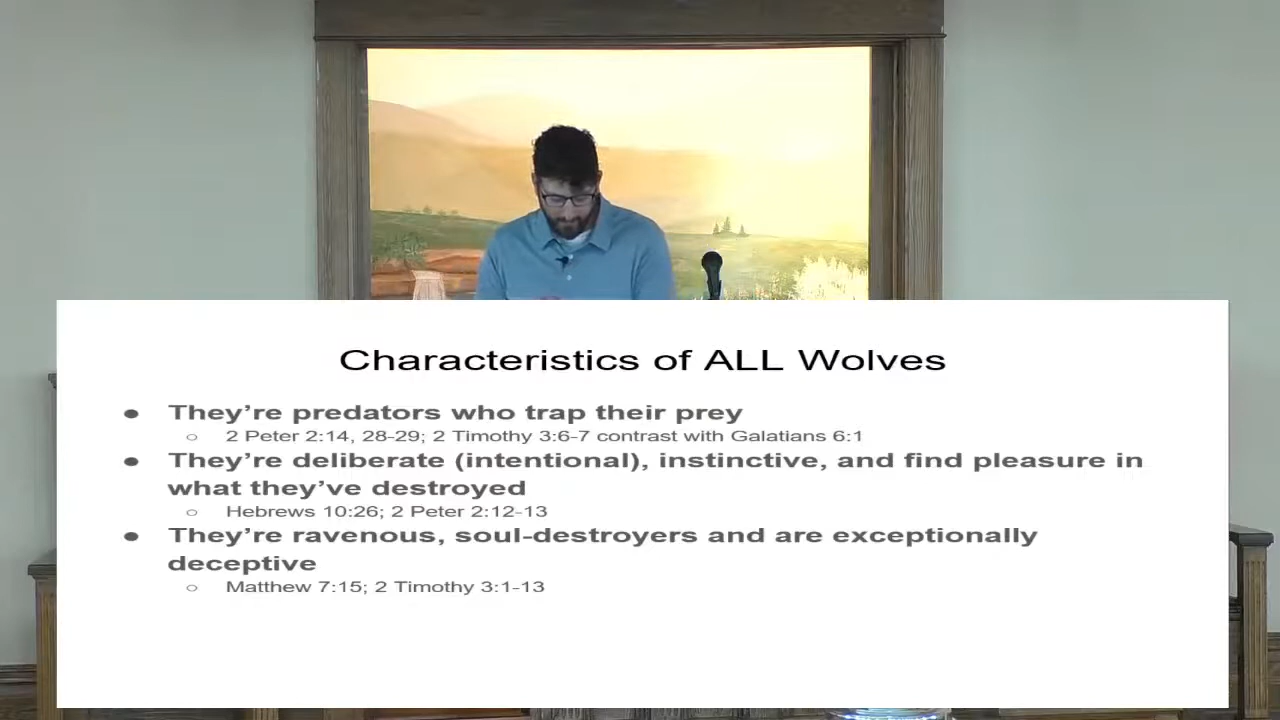 Characteristics of ALL Wolves
● They’re predators who trap their prey
○ 2 Peter 2:14, 28-29; 2 Timothy 3:6-7 contrast with Galatians 6:1
● They’re deliberate (intentional), instinctive, and find pleasure in
what they’ve destroyed
○ Hebrews 10:26; 2 Peter 2:12-13
● They’re ravenous, soul-destroyers and are exceptionally
deceptive
○ Matthew 7:15; 2 Timothy 3:1-13